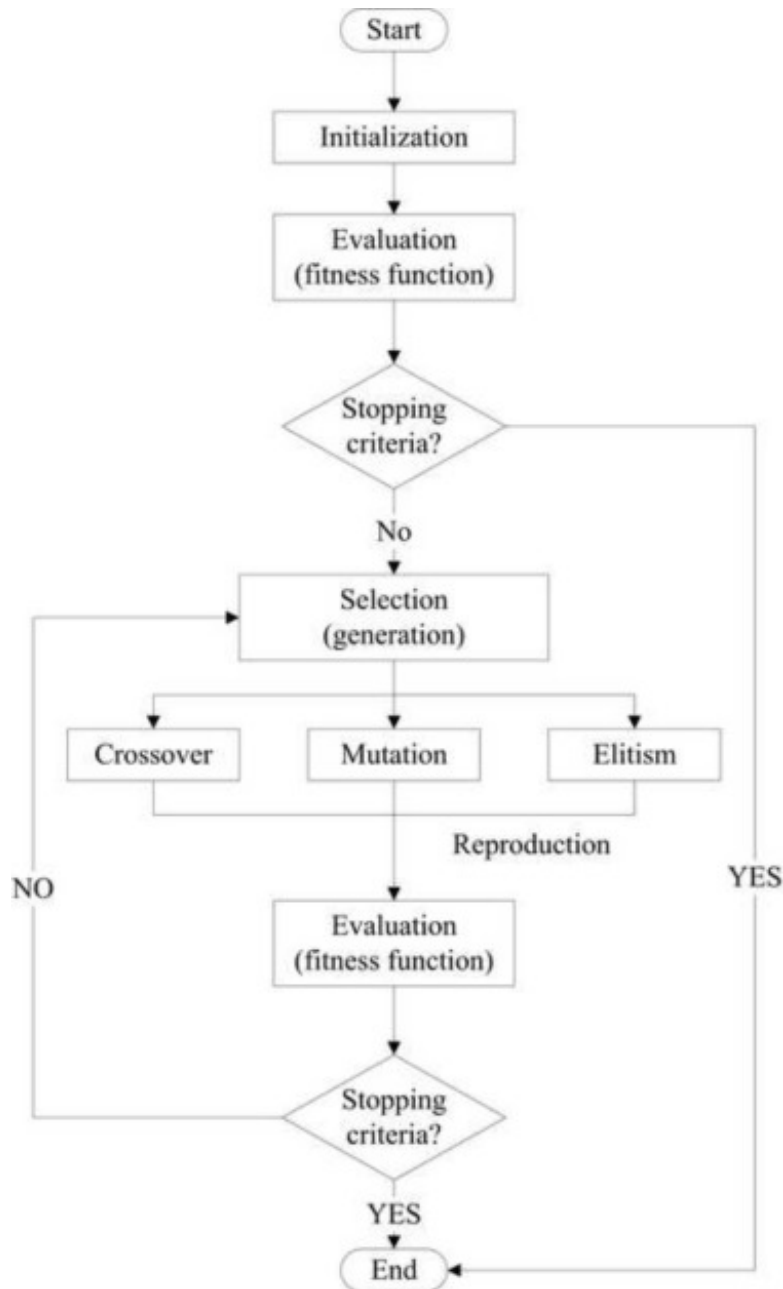 Start
Initialization
Evaluation
(fitness function)
Stopping
criteria?
No
Selection
(generation)
Crossover
Mutation
Elitism
Reproduction
NO
YES
Evaluation
(fitness function)
Stopping
criteria?
YES
End